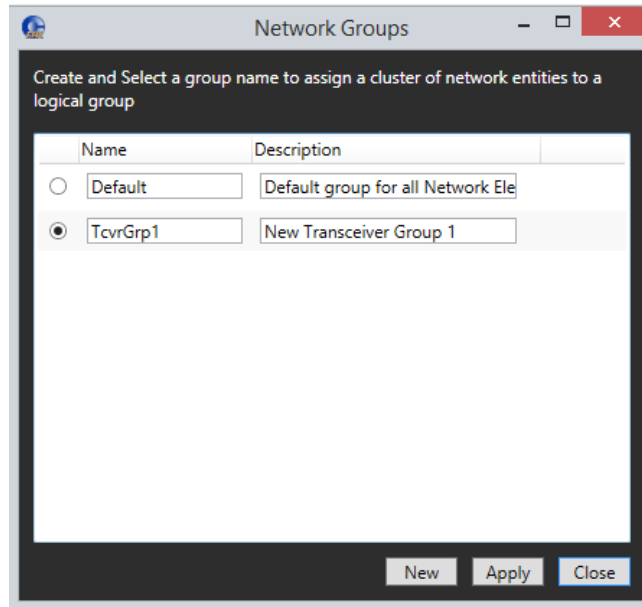 Network Groups
Create and Select a group name to assign a cluster of network entities to a
logical group
Name Description
Default Default group for all Network Ele
TcvrGrp1 New Transceiver Group 1
New Apply Close